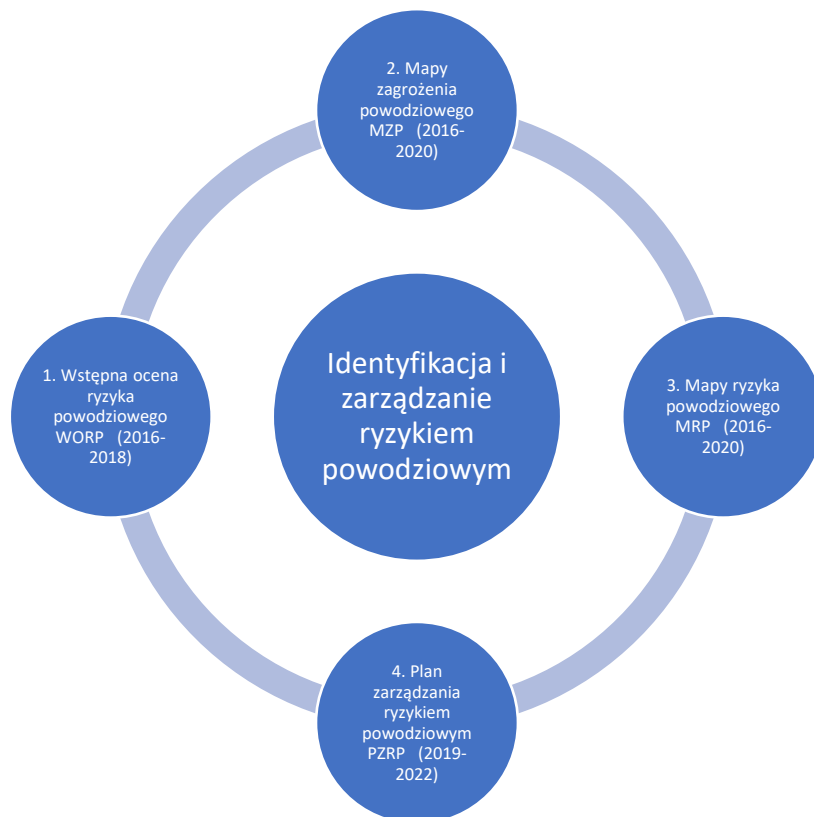 2. Mapy
zagrożenia
powodziowego
MZP (2016-
2020)
1. Wstępna ocena
ryzyka
powodziowego
WORP (2016-
2018)
Identyfikacja i
zarządzanie
ryzykiem
powodziowym
3. Mapy ryzyka
powodziowego
MRP (2016-
2020)
4. Plan
zarządzania
ryzykiem
powodziowym
PZRP (2019-
2022)